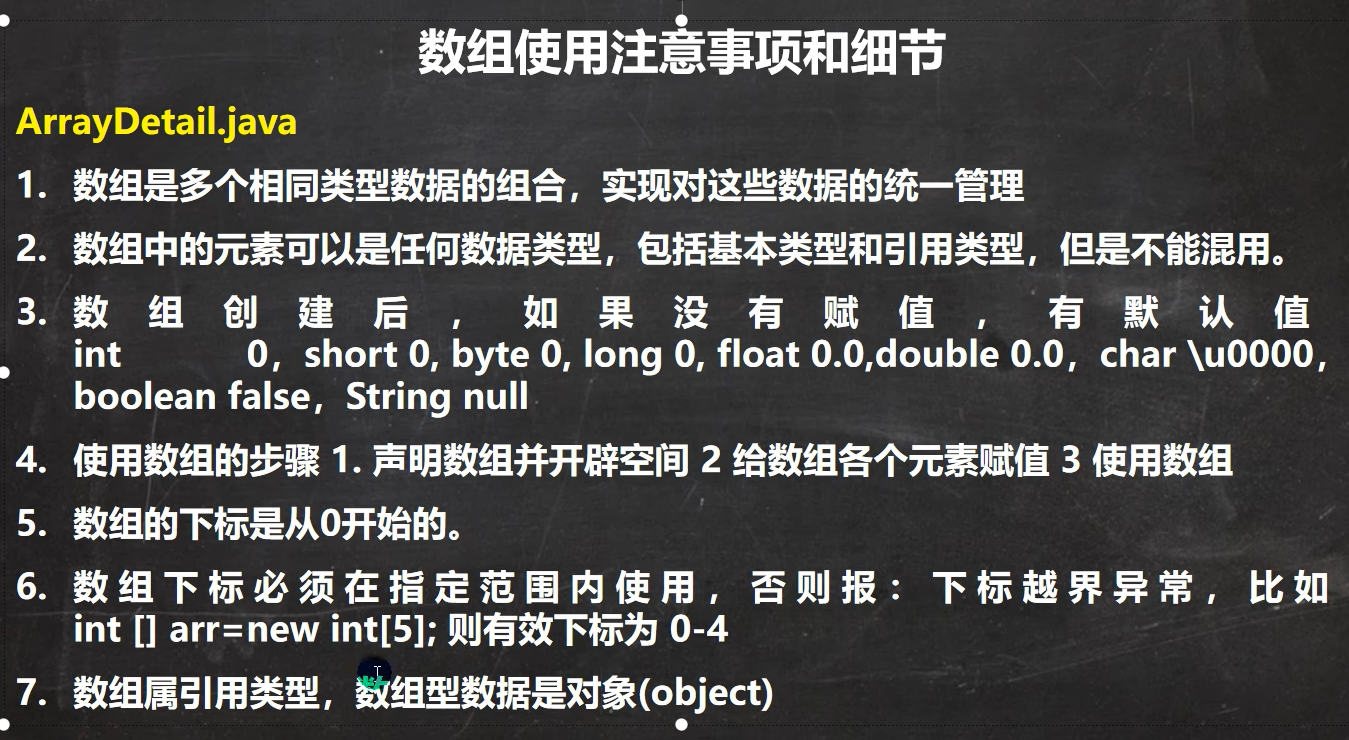 数组使用注意事项和细节
ArrayDetail.java
1. 数组是多个相同类型数据的组合，实现对这些数据的统一管理
2. 数组中的元素可以是任何数据类型，包括基本类型和引用类型，但是不能混用。
3. 数组创建后，如果没有赋值，有默认值
int 0，short 0, byte 0, long 0, float 0.0,double 0.0，char \u0000，
boolean false，String null
4. 使用数组的步骤 1. 声明数组并开辟空间 2 给数组各个元素赋值 3 使用数组
5. 数组的下标是从0开始的。
6. 数组下标必须在指定范围内使用，否则报：下标越界异常，比如
int [] arr=new int[5]; 则有效下标为 0-4
7. 数组属引用类型，数组型数据是对象(object)